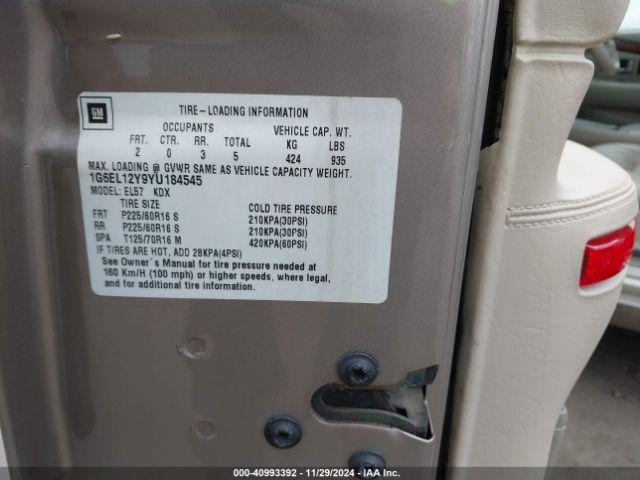 GM
TIRE-LOADING INFORMATION
OCCUPANTS VEHICLE CAP. WT.
FRT. CTR. RR. TOTAL KG LBS
2 0 3 5 424 935
MAX. LOADING @ GVWR SAME AS VEHICLE CAPACITY WEIGHT.
1G6EL12Y9YU184545
MODEL: EL57 KDX
TIRE SIZE COLD TIRE PRESSURE
FRT P225/60R16 S 210KPA(30PSI)
RR P225/60R16 S 210KPA(30PSI)
SPA T125/70R16 M 420KPA(60PSI)
IF TIRES ARE HOT, ADD 28KPA(4PSI)
See Owner's Manual for tire pressure needed at
160 Km/H (100 mph) or higher speeds, where legal,
and for additional tire information.
000-40993392 - 11/29/2024 - IAA Inc.